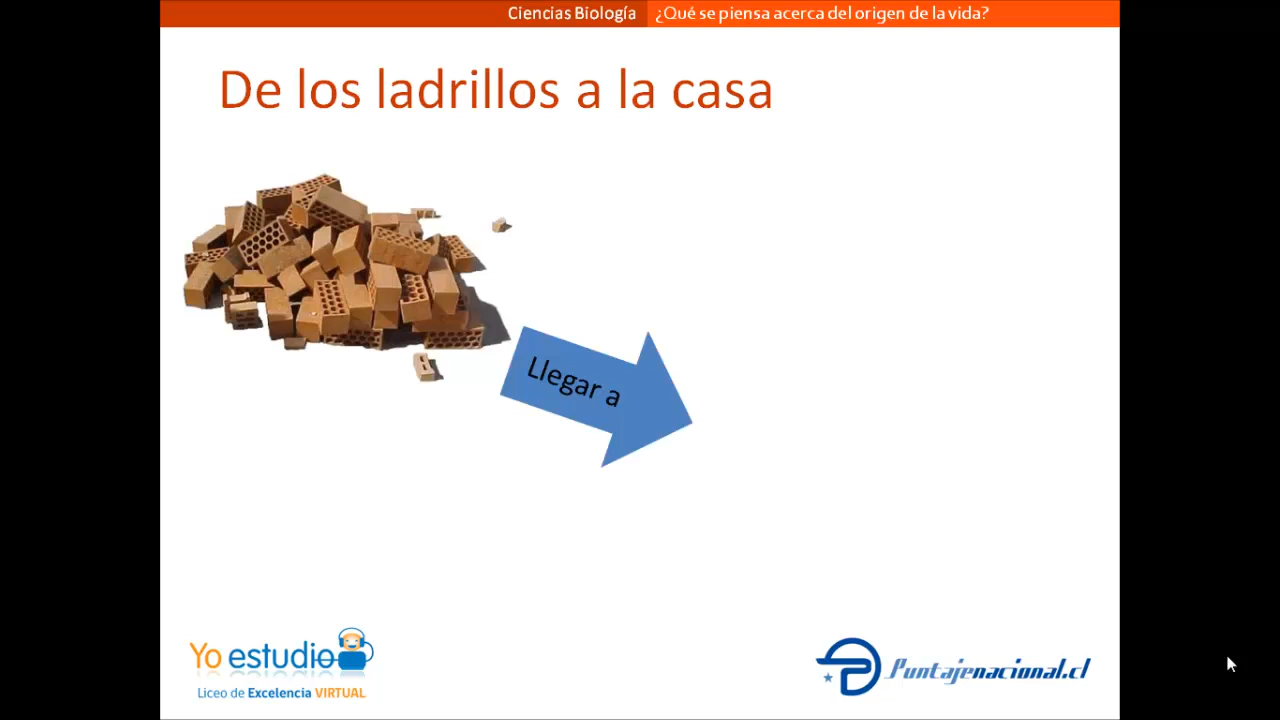 Ciencias Biología ¿Qué se piensa acerca del origen de la vida?
De los ladrillos a la casa
Llegar a
Yo estudio
Liceo de Excelencia VIRTUAL
Puntajenacional.cl